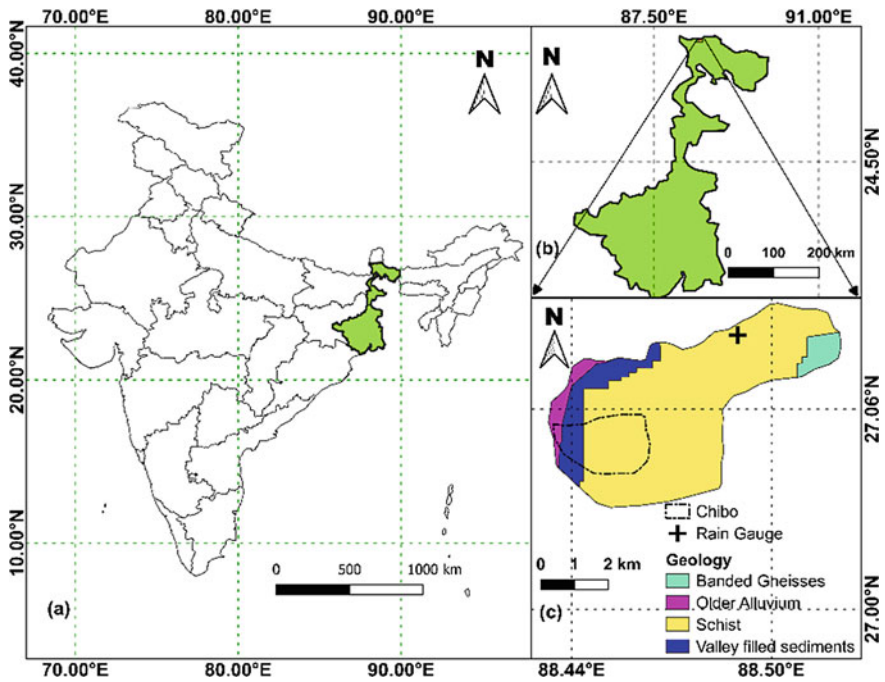 70.00°E 80.00°E 90.00°E
87.50°E 91.00°E
40.00°N
30.00°N
20.00°N
10.00°N
N
0 500 1000 km
(a)
70.00°E 80.00°E 90.00°E
N
24.50°N
(b)
0 100 200 km
N
27.06°N
27.00°N
Chibo
Rain Gauge
Geology
Banded Gheisses
Older Alluvium
Schist
Valley filled sediments
0 1 2 km
(c)
88.44°E 88.50°E